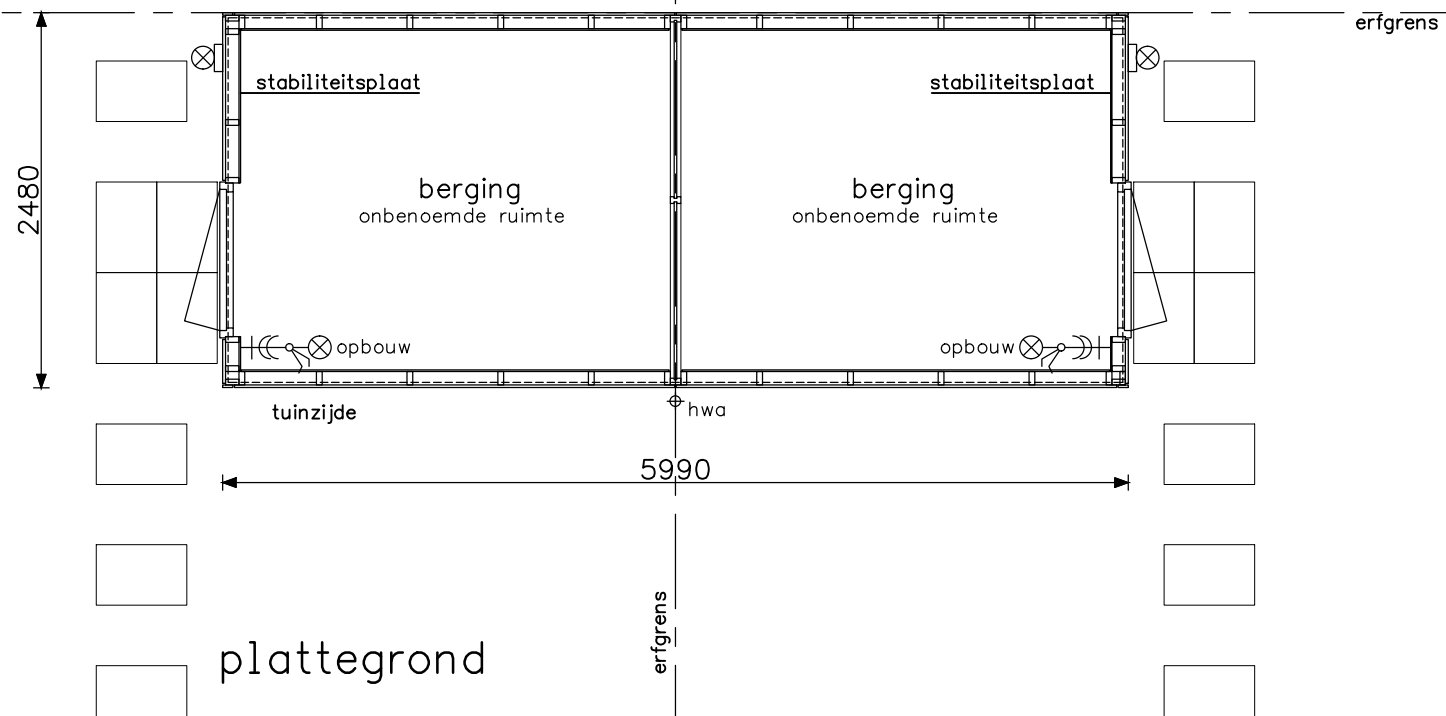 erfgrens
stabiliteitsplaat
stabiliteitsplaat
2480
berging
onbenoemde ruimte
berging
onbenoemde ruimte
opbouw
opbouw
tuinzijde
hwa
5990
erfgrens
plattegrond